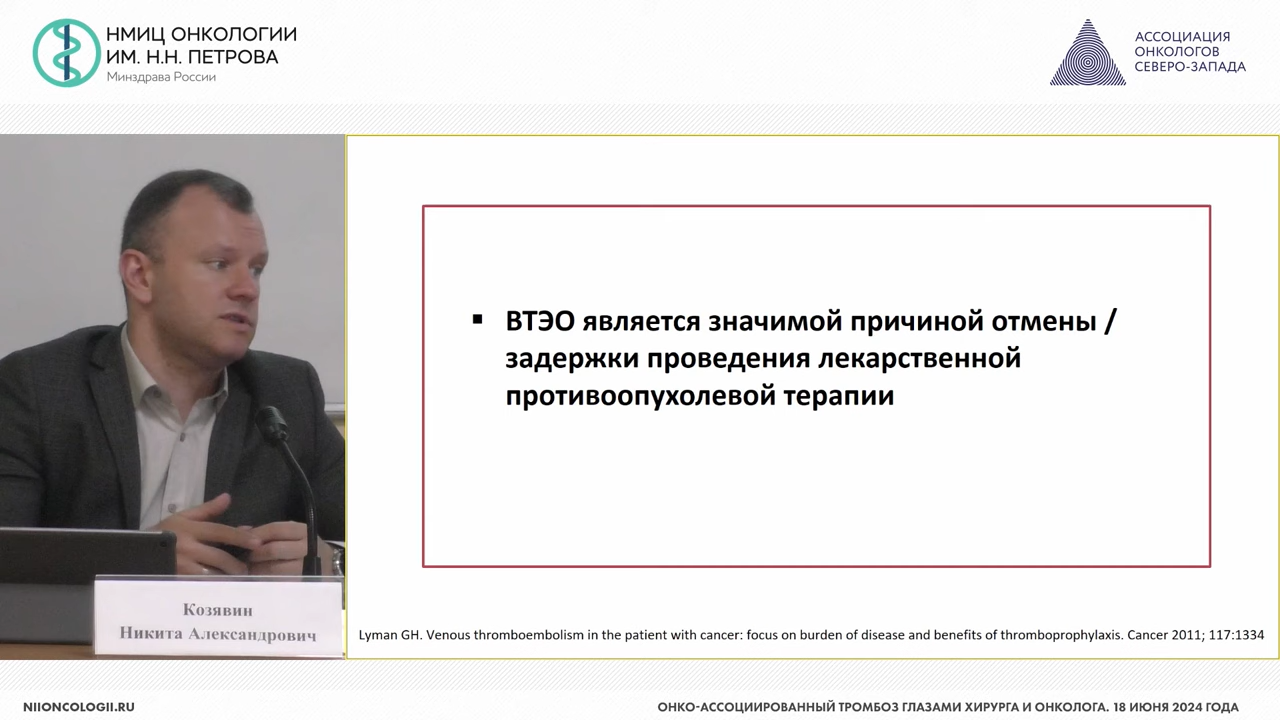 НМИЦ ОНКОЛОГИИ
ИМ. Н.Н. ПЕТРОВА
Минздрава России
АССОЦИАЦИЯ
ОНКОЛОГОВ
СЕВЕРО-ЗАПАДА
▪ ВТЭО является значимой причиной отмены /
задержки проведения лекарственной
противоопухолевой терапии
Козявин
Никита Александрович
Lyman GH. Venous thromboembolism in the patient with cancer: focus on burden of disease and benefits of thromboprophylaxis. Cancer 2011; 117:1334
NIIONCOLOGII.RU
ОНКО-АССОЦИИРОВАННЫЙ ТРОМБОЗ ГЛАЗАМИ ХИРУРГА И ОНКОЛОГА. 18 ИЮНЯ 2024 ГОДА